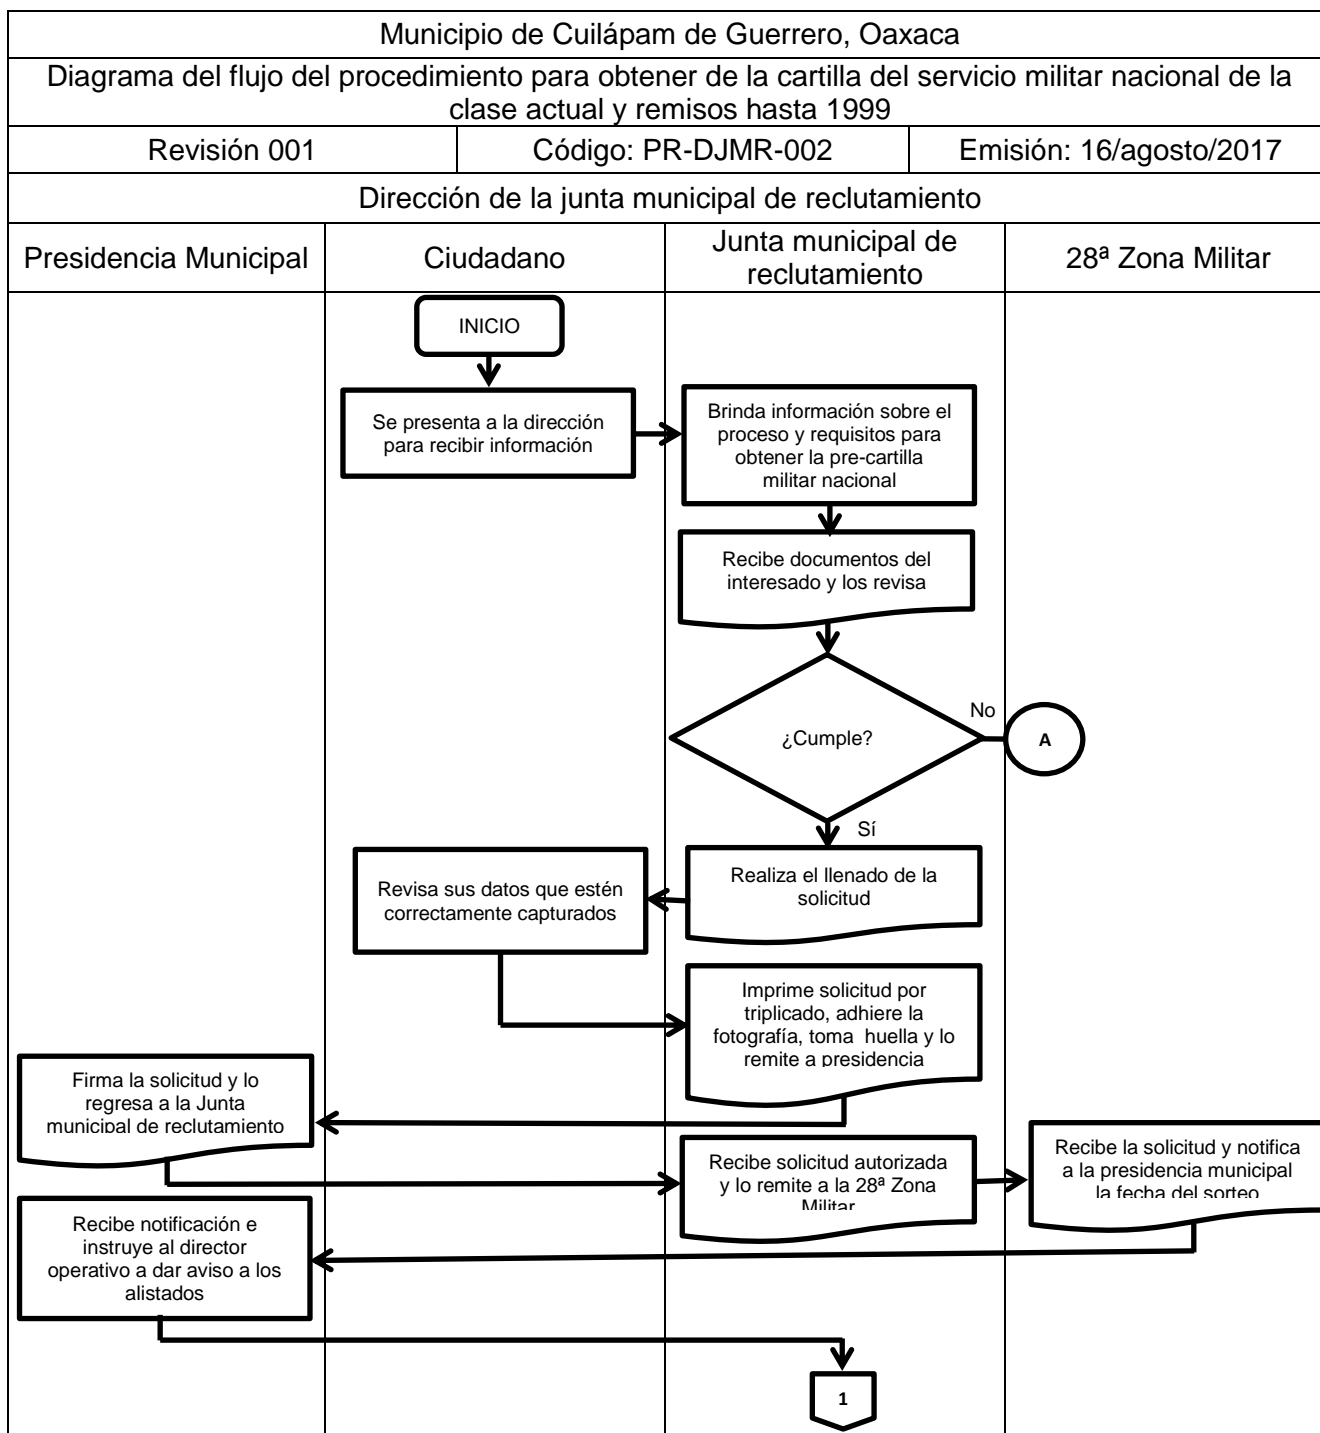 Municipio de Cuilápam de Guerrero, Oaxaca
Diagrama del flujo del procedimiento para obtener de la cartilla del servicio militar nacional de la
clase actual y remisos hasta 1999
Revisión 001
Código: PR-DJMR-002
Emisión: 16/agosto/2017
Dirección de la junta municipal de reclutamiento
Presidencia Municipal
Ciudadano
Junta municipal de
reclutamiento
28ª Zona Militar
INICIO
Se presenta a la dirección
para recibir información
Brinda información sobre el
proceso y requisitos para
obtener la pre-cartilla
militar nacional
Recibe documentos del
interesado y los revisa
¿Cumple?
No
A
Sí
Realiza el llenado de la
solicitud
Revisa sus datos que estén
correctamente capturados
Imprime solicitud por
triplicado, adhiere la
fotografía, toma huella y lo
remite a presidencia
Firma la solicitud y lo
regresa a la Junta
municipal de reclutamiento
Recibe solicitud autorizada
y lo remite a la 28ª Zona
Militar
Recibe la solicitud y notifica
a la presidencia municipal
la fecha del sorteo
Recibe notificación e
instruye al director
operativo a dar aviso a los
alistados
1